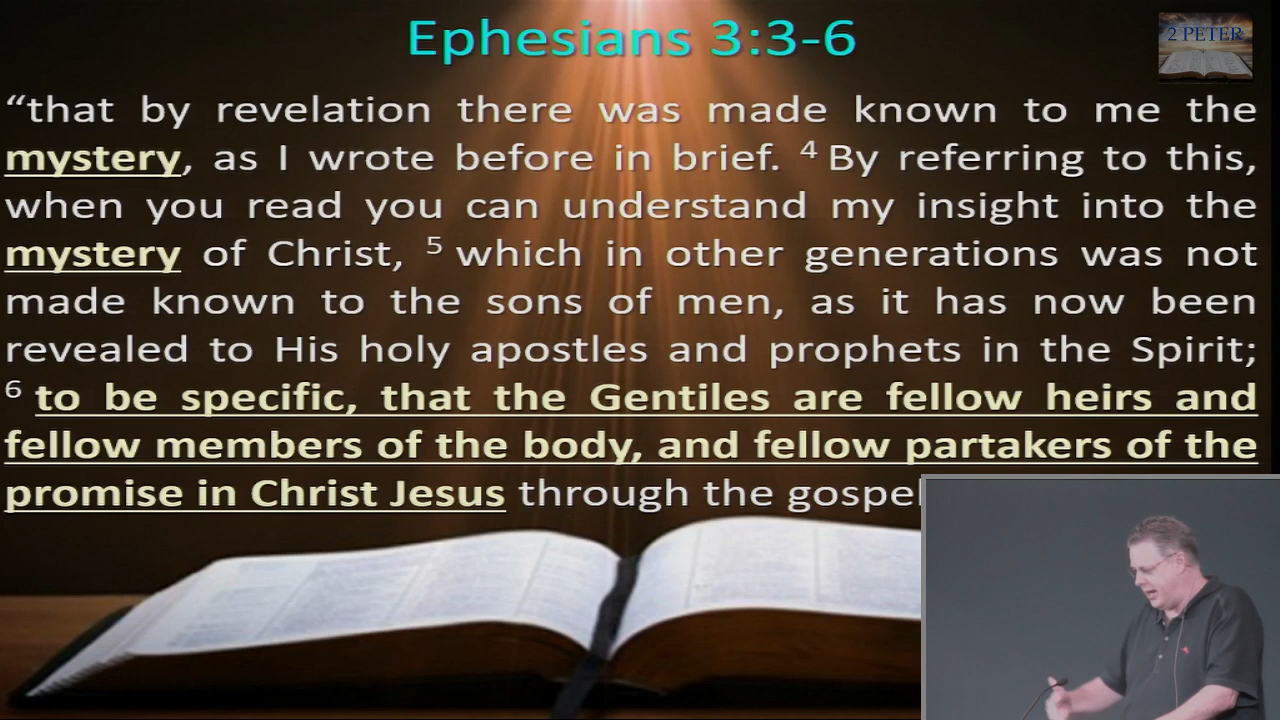 Ephesians 3:3-6
2 PETER
“that by revelation there was made known to me the
mystery, as I wrote before in brief. 4 By referring to this,
when you read you can understand my insight into the
mystery of Christ, 5 which in other generations was not
made known to the sons of men, as it has now been
revealed to His holy apostles and prophets in the Spirit;
6 to be specific, that the Gentiles are fellow heirs and
fellow members of the body, and fellow partakers of the
promise in Christ Jesus through the gospel